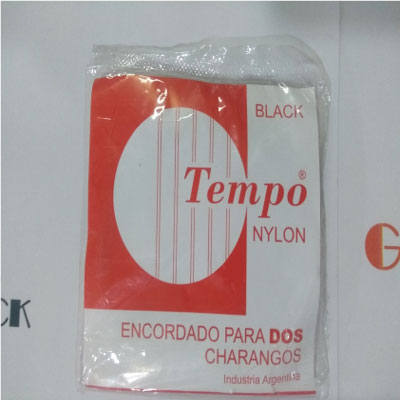 BLACK
Tempo®
NYLON
ENCORDADO PARA DOS
CHARANGOS
Industria Argentina
G
CK